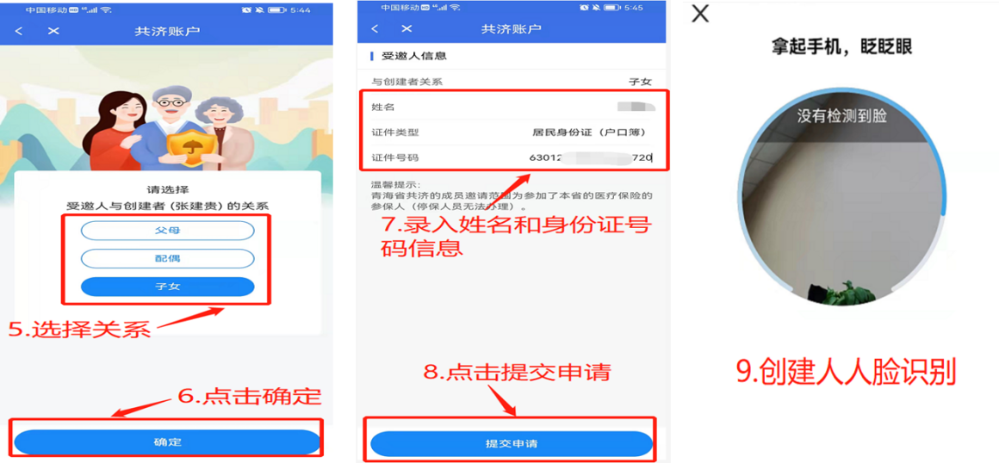 中国移动 HD 5:44
共济账户
请选择
受邀人与创建者(张建贵)的关系
父母
配偶
子女
5.选择关系
6.点击确定
确定
中国移动 HD 5:45
共济账户
受邀人信息
与创建者关系 子女
姓名
证件类型 居民身份证（户口簿）
证件号码 63012 720
温馨提示：
青海省共济的成员邀请范围为参加了本省的医疗保险的
参保人（停保人员无法办理）。
7.录入姓名和身份证号
码信息
8.点击提交申请
提交申请
X
拿起手机，眨眨眼
没有检测到脸
9.创建人人脸识别